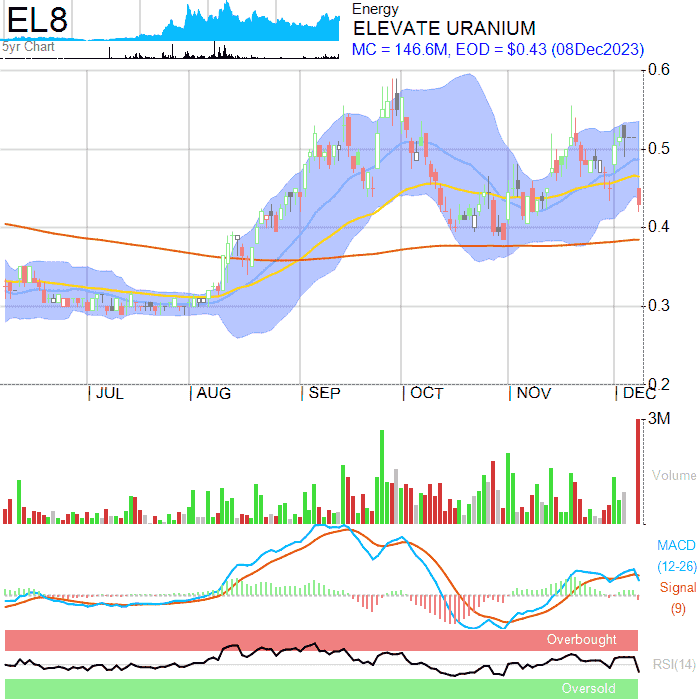 EL8
5yr Chart
Energy
ELEVATE URANIUM
MC = 146.6M, EOD = $0.43 (08Dec2023)
0.6
0.5
0.4
0.3
0.2
JUL AUG SEP OCT NOV DEC
3M
Volume
MACD
(12-26)
Signal
(9)
Overbought
RSI(14)
Oversold